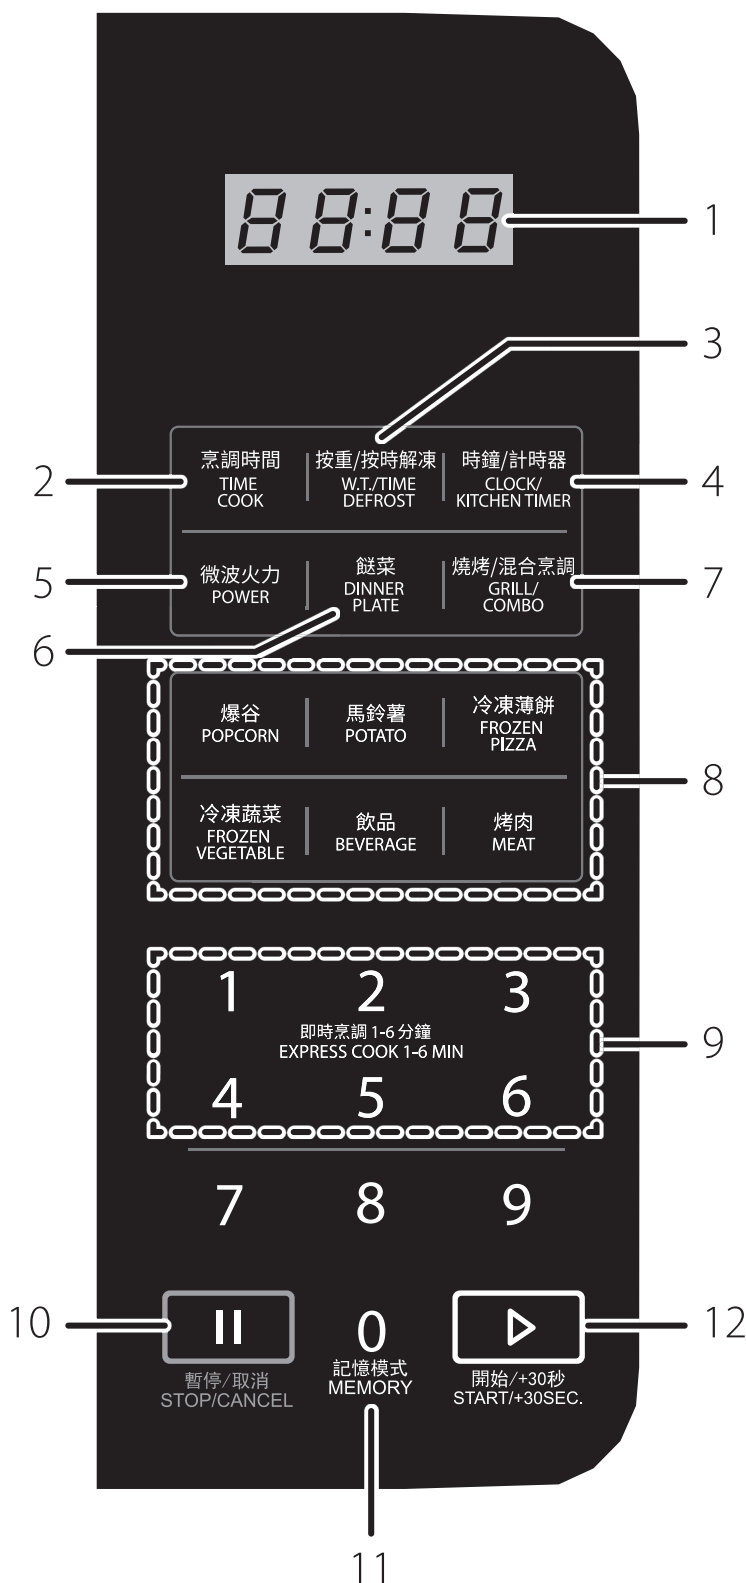 88:88
1
3
2
烹調時間
TIME
COOK
按重/按時解凍
W.T./TIME
DEFROST
時鐘/計時器
CLOCK/
KITCHEN TIMER
4
5
微波火力
POWER
餸菜
DINNER
PLATE
燒烤/混合烹調
GRILL/
COMBO
7
6
爆谷
POPCORN
馬鈴薯
POTATO
冷凍薄餅
FROZEN
PIZZA
8
冷凍蔬菜
FROZEN
VEGETABLE
飲品
BEVERAGE
烤肉
MEAT
1 2 3
即時烹調 1-6 分鐘
EXPRESS COOK 1-6 MIN
9
4 5 6
7 8 9
10
暫停/取消
STOP/CANCEL
0
記憶模式
MEMORY
12
開始/+30秒
START/+30SEC.
11